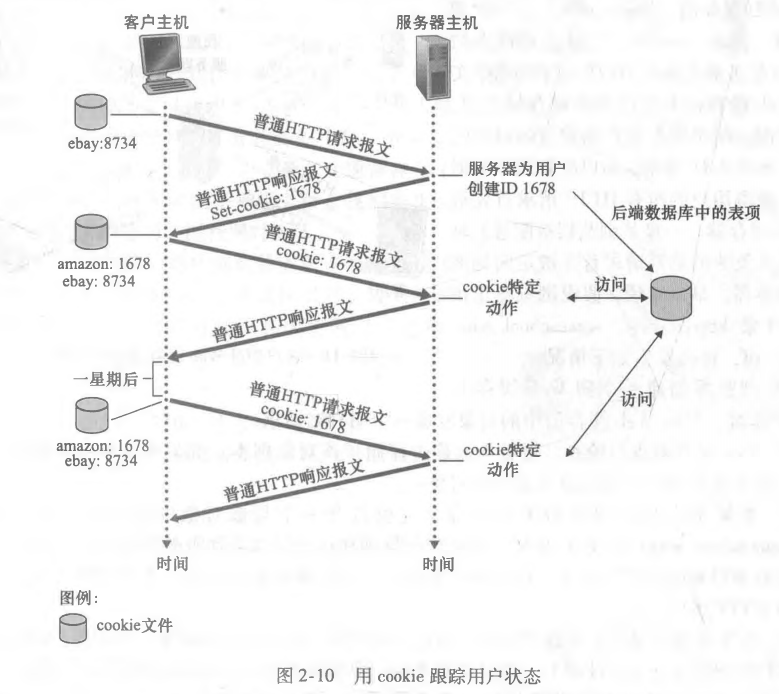 客户主机
服务器主机
ebay:8734
普通HTTP请求报文
服务器为用户
创建ID 1678
普通HTTP响应报文
Set-cookie: 1678
后端数据库中的表项
amazon: 1678
ebay: 8734
普通HTTP请求报文
cookie: 1678
cookie特定
动作
访问
普通HTTP响应报文
一星期后
访问
普通HTTP请求报文
cookie: 1678
amazon: 1678
ebay: 8734
cookie特定
动作
普通HTTP响应报文
时间
时间
图例：
cookie文件
图 2-10 用 cookie 跟踪用户状态